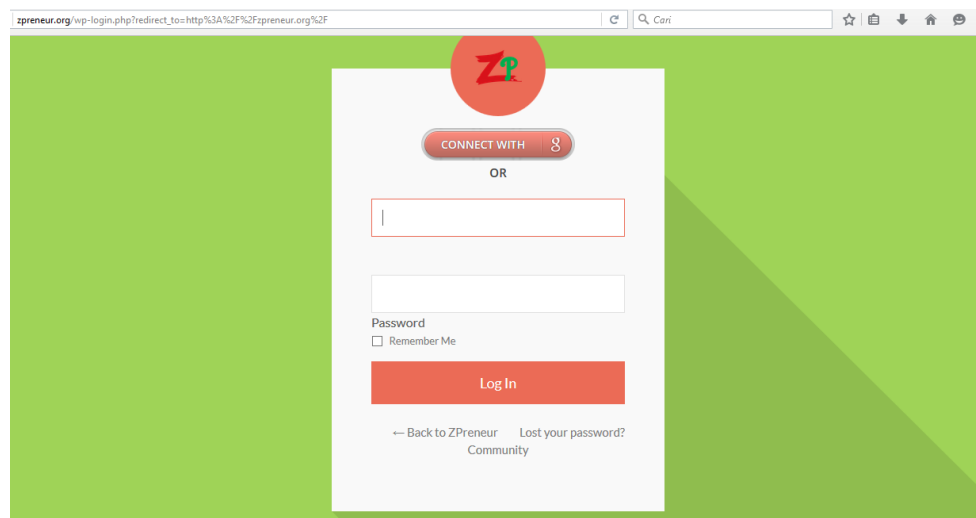 zpreneur.org/wp-login.php?redirect_to=http%3A%2F%2Fzpreneur.org%2F
Cari
ZP
CONNECT WITH g
OR
Password
Remember Me
Log In
← Back to ZPreneur Lost your password?
Community